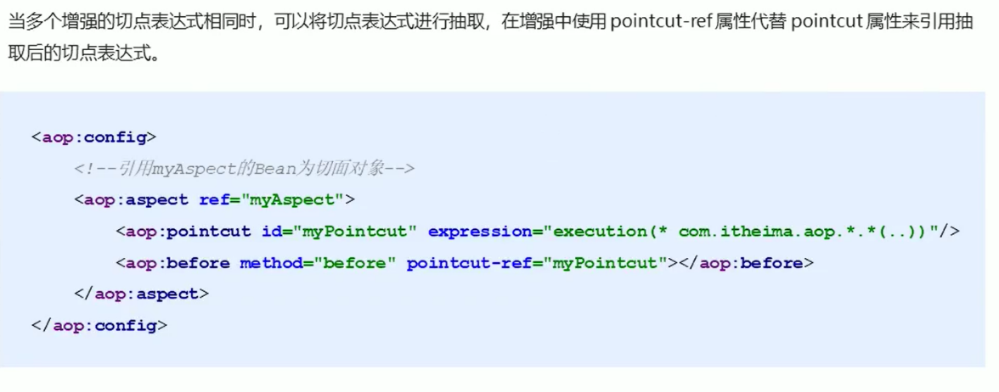 当多个增强的切点表达式相同时，可以将切点表达式进行抽取，在增强中使用 pointcut-ref 属性代替 pointcut 属性来引用抽
取后的切点表达式。
<aop:config>
<!--引用myAspect的Bean为切面对象-->
<aop:aspect ref="myAspect">
<aop:pointcut id="myPointcut" expression="execution(* com.itheima.aop.*.*(..))"/>
<aop:before method="before" pointcut-ref="myPointcut"></aop:before>
</aop:aspect>
</aop:config>